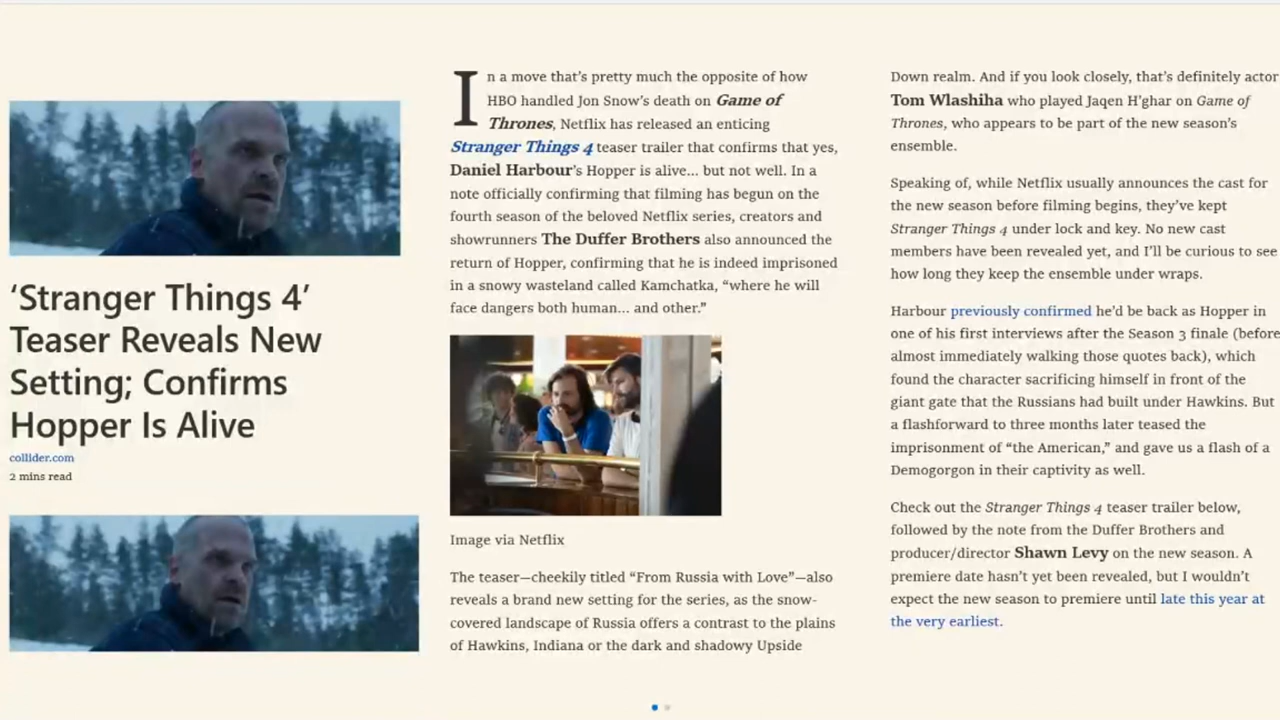 ‘Stranger Things 4’
Teaser Reveals New
Setting; Confirms
Hopper Is Alive
collider.com
2 mins read
In a move that’s pretty much the opposite of how
HBO handled Jon Snow’s death on Game of
Thrones, Netflix has released an enticing
Stranger Things 4 teaser trailer that confirms that yes,
Daniel Harbour’s Hopper is alive… but not well. In a
note officially confirming that filming has begun on the
fourth season of the beloved Netflix series, creators and
showrunners The Duffer Brothers also announced the
return of Hopper, confirming that he is indeed imprisoned
in a snowy wasteland called Kamchatka, “where he will
face dangers both human… and other.”
Image via Netflix
The teaser—cheekily titled “From Russia with Love”—also
reveals a brand new setting for the series, as the snow-
covered landscape of Russia offers a contrast to the plains
of Hawkins, Indiana or the dark and shadowy Upside
Down realm. And if you look closely, that’s definitely actor
Tom Wlashiha who played Jaqen H’ghar on Game of
Thrones, who appears to be part of the new season’s
ensemble.
Speaking of, while Netflix usually announces the cast for
the new season before filming begins, they’ve kept
Stranger Things 4 under lock and key. No new cast
members have been revealed yet, and I’ll be curious to see
how long they keep the ensemble under wraps.
Harbour previously confirmed he’d be back as Hopper in
one of his first interviews after the Season 3 finale (before
almost immediately walking those quotes back), which
found the character sacrificing himself in front of the
giant gate that the Russians had built under Hawkins. But
a flashforward to three months later teased the
imprisonment of “the American,” and gave us a flash of a
Demogorgon in their captivity as well.
Check out the Stranger Things 4 teaser trailer below,
followed by the note from the Duffer Brothers and
producer/director Shawn Levy on the new season. A
premiere date hasn’t yet been revealed, but I wouldn’t
expect the new season to premiere until late this year at
the very earliest.